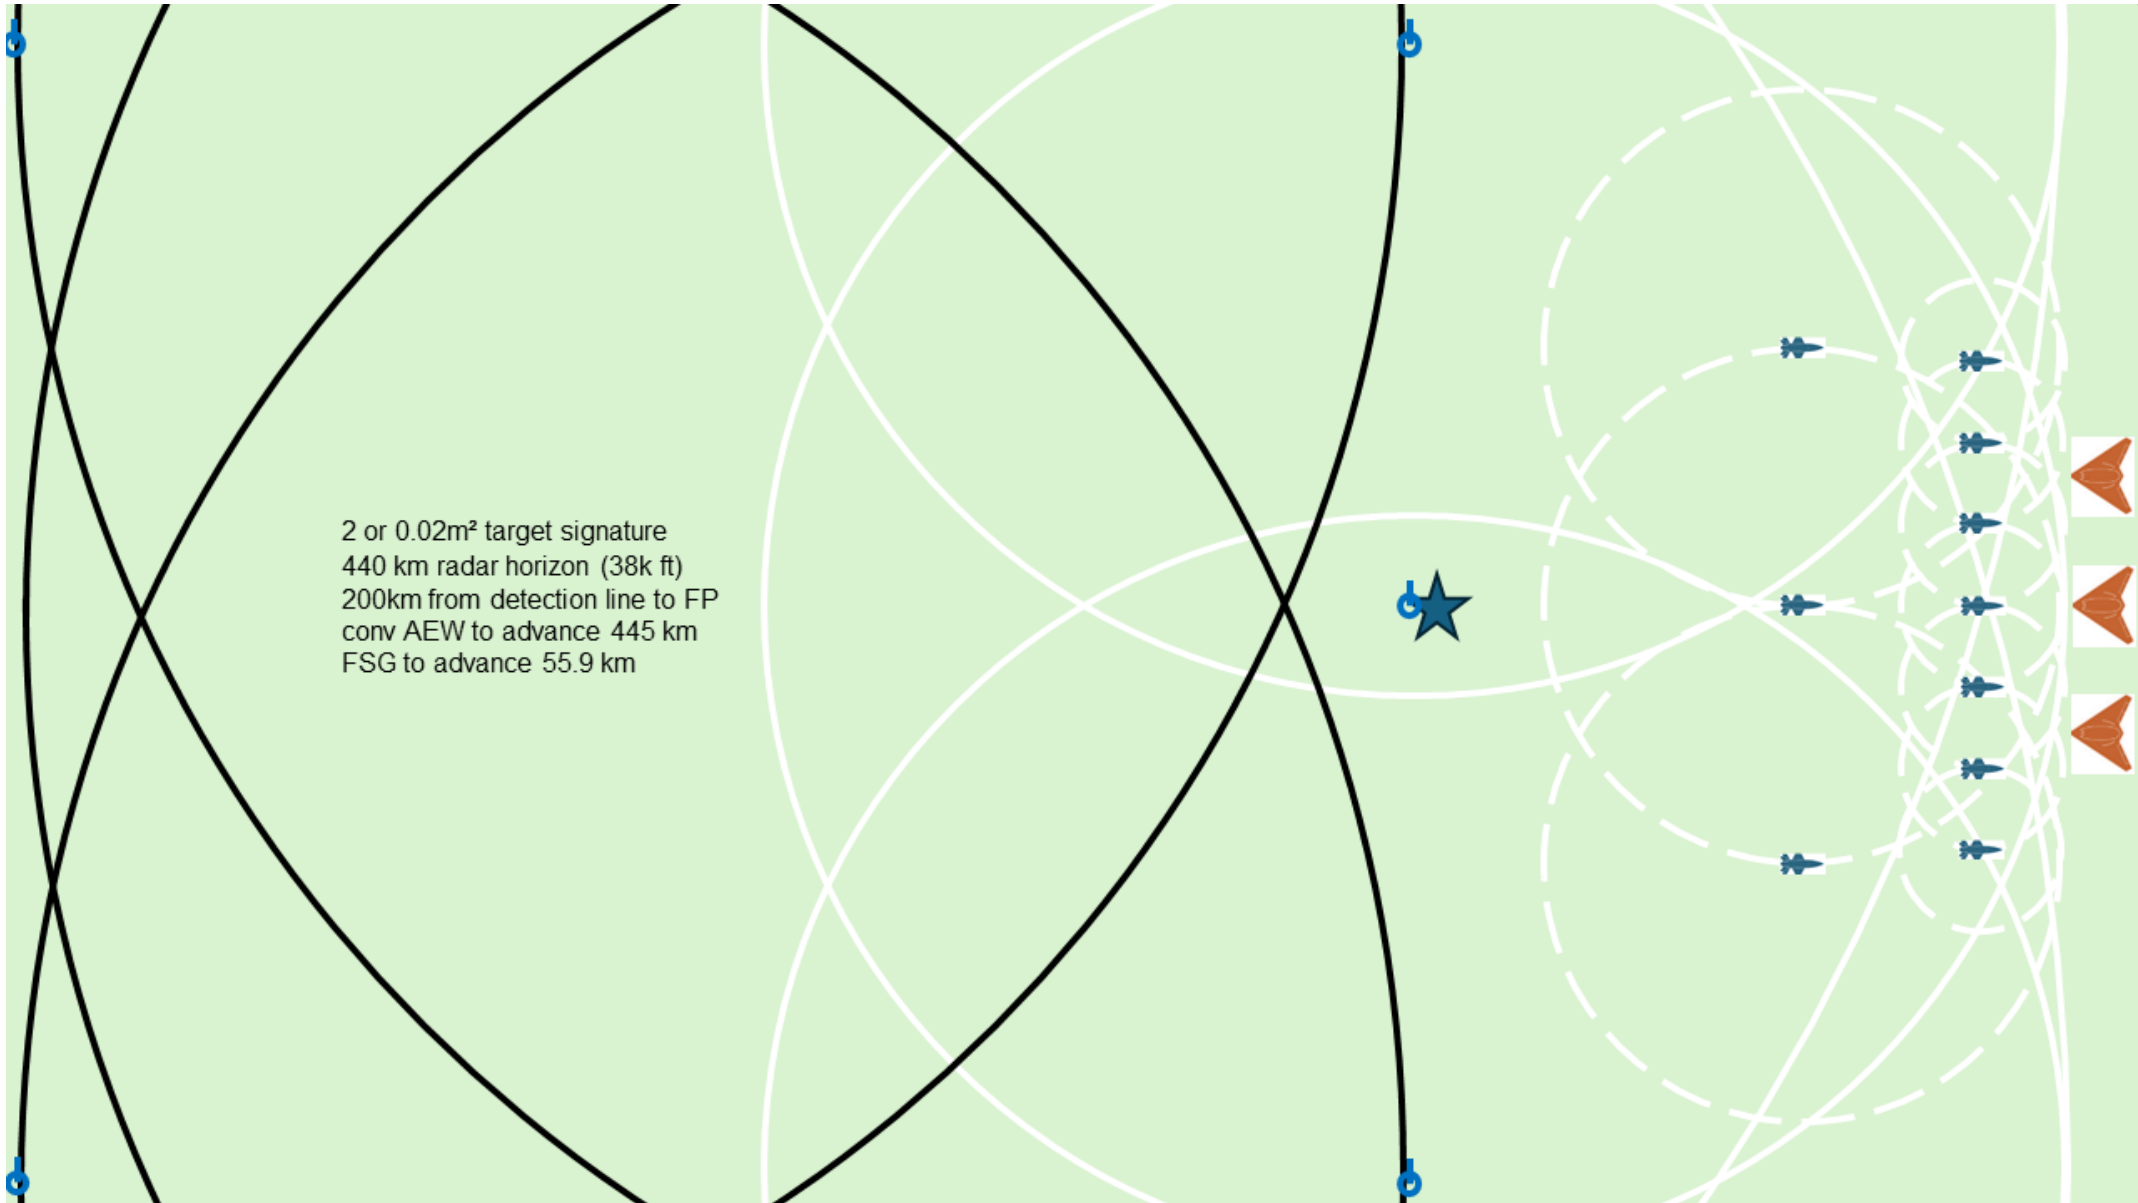 2 or 0.02m² target signature
440 km radar horizon (38k ft)
200km from detection line to FP
conv AEW to advance 445 km
FSG to advance 55.9 km